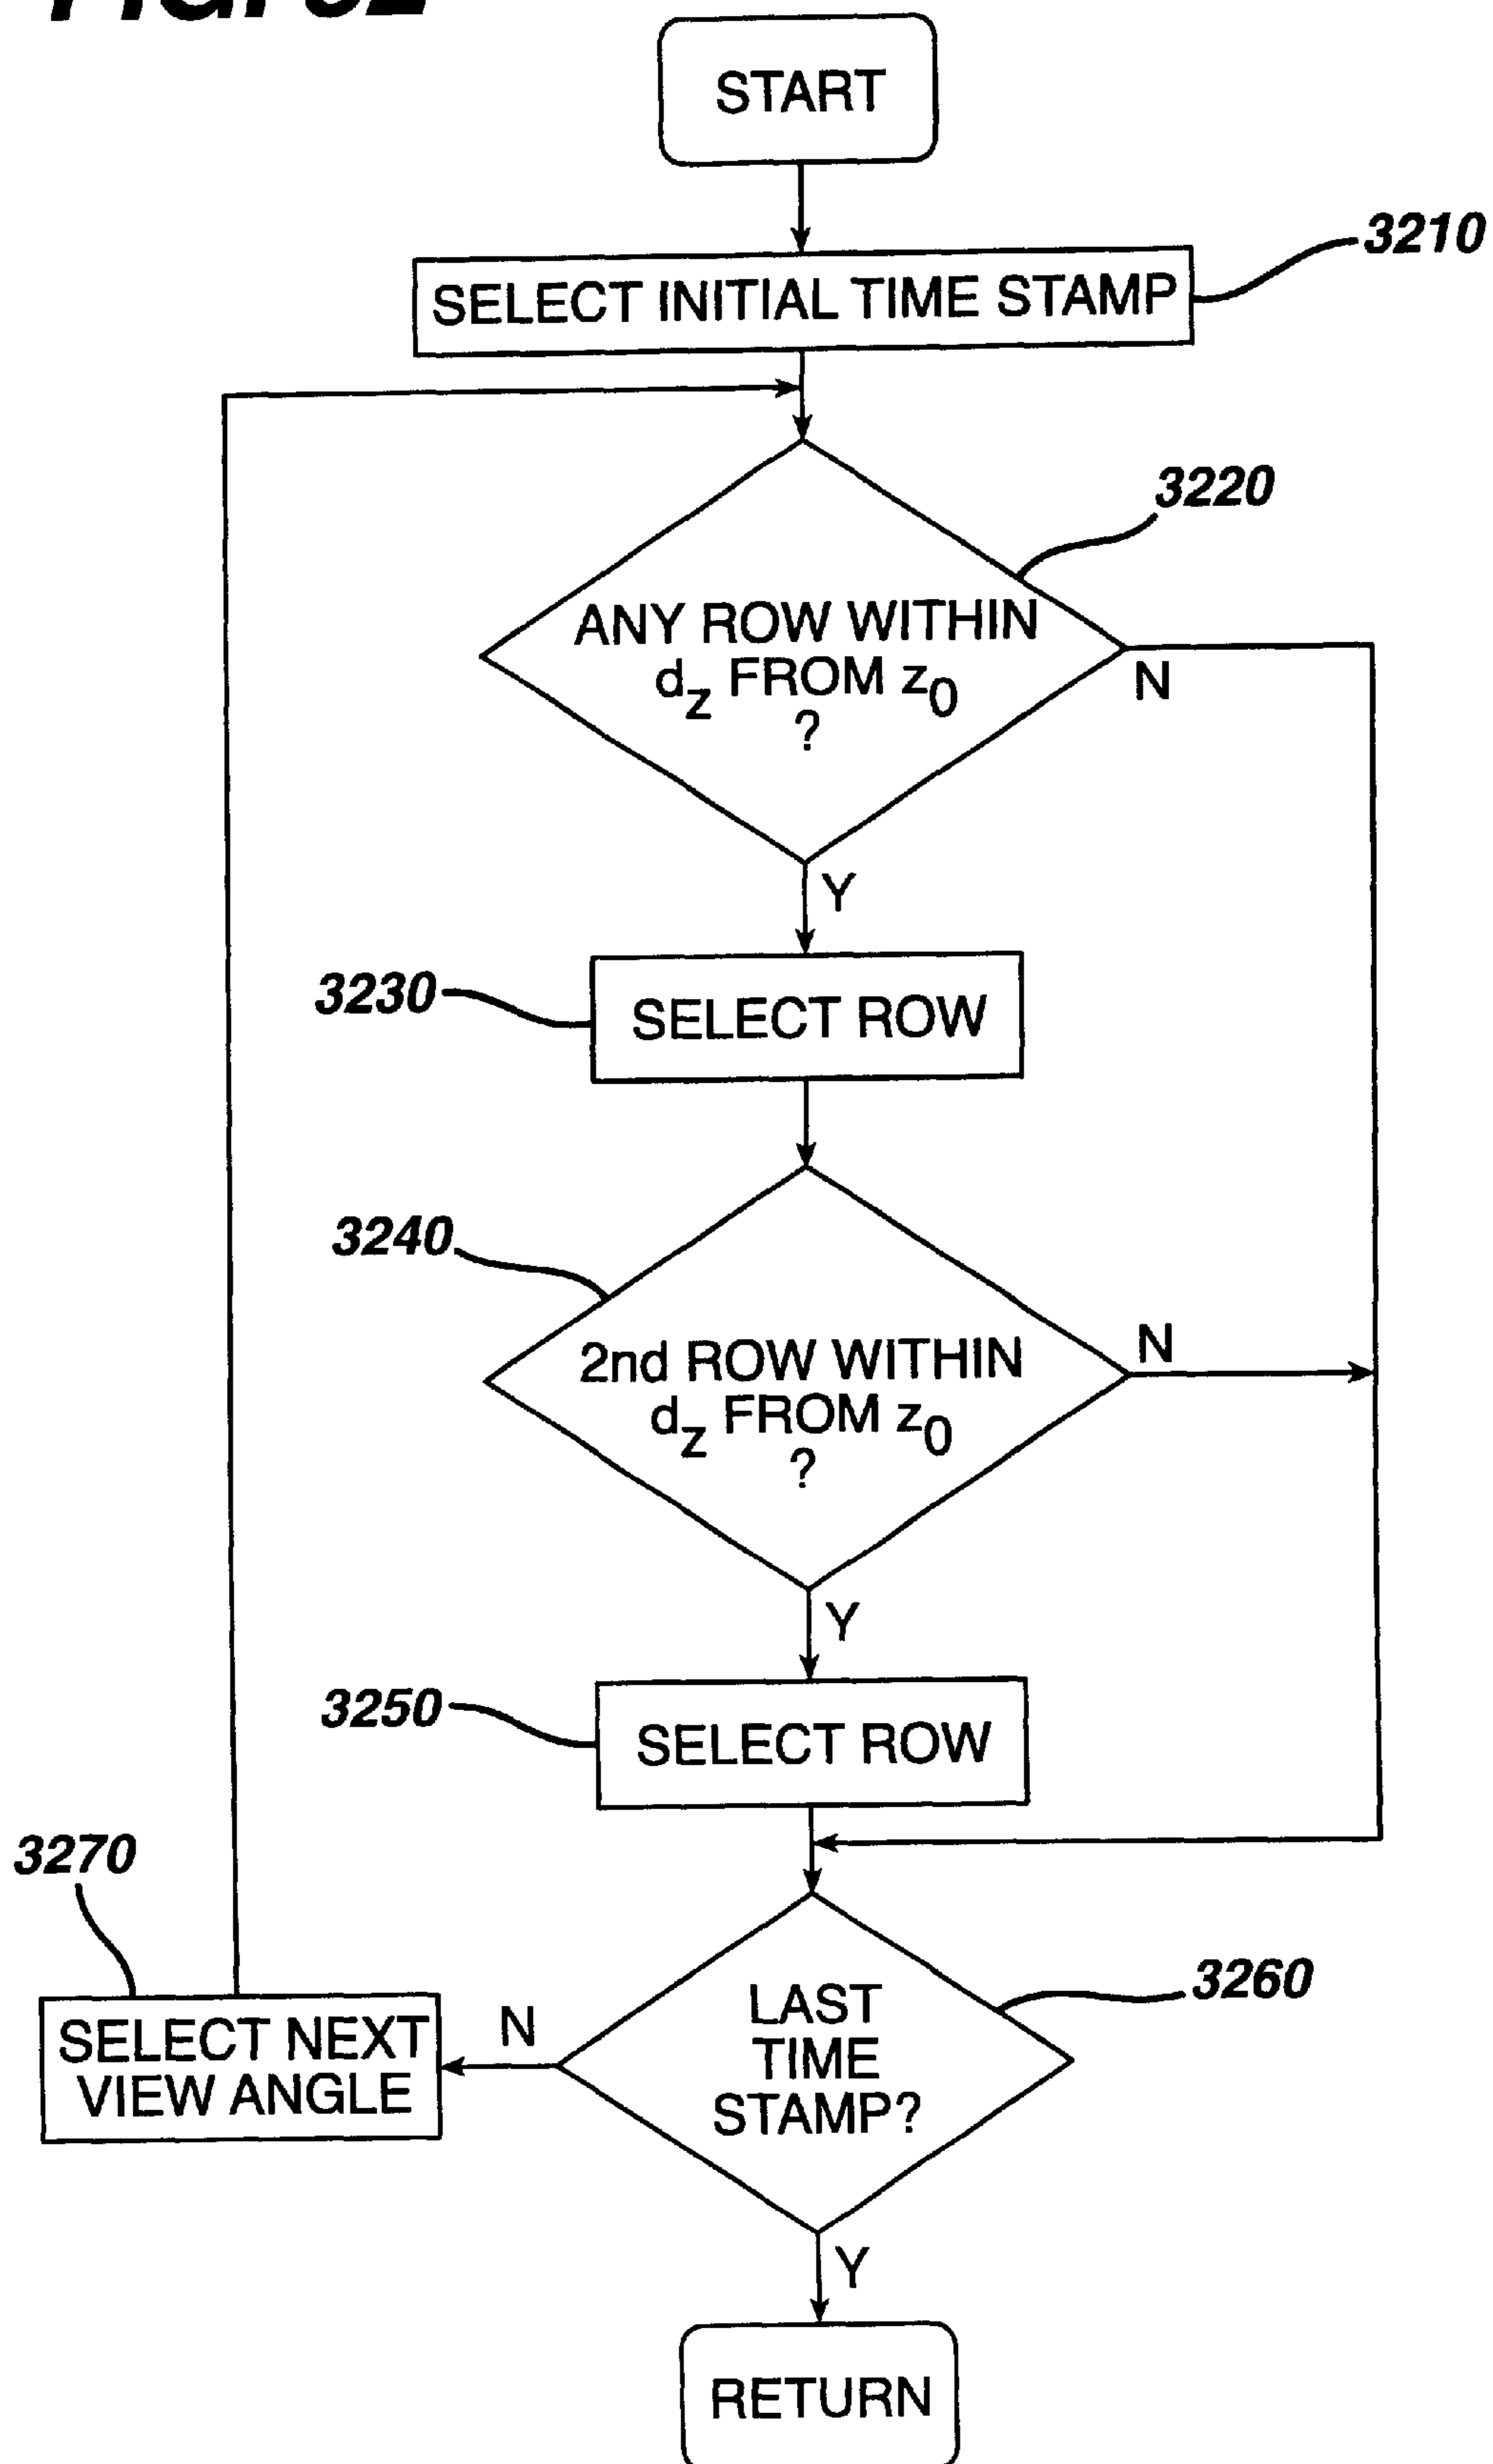 START
3210
SELECT INITIAL TIME STAMP
3220
ANY ROW WITHIN
dz FROM z0
?
N
Y
3230
SELECT ROW
3240
2nd ROW WITHIN
dz FROM z0
?
N
Y
3250
SELECT ROW
3270
3260
SELECT NEXT
VIEW ANGLE
N
LAST
TIME
STAMP?
Y
RETURN